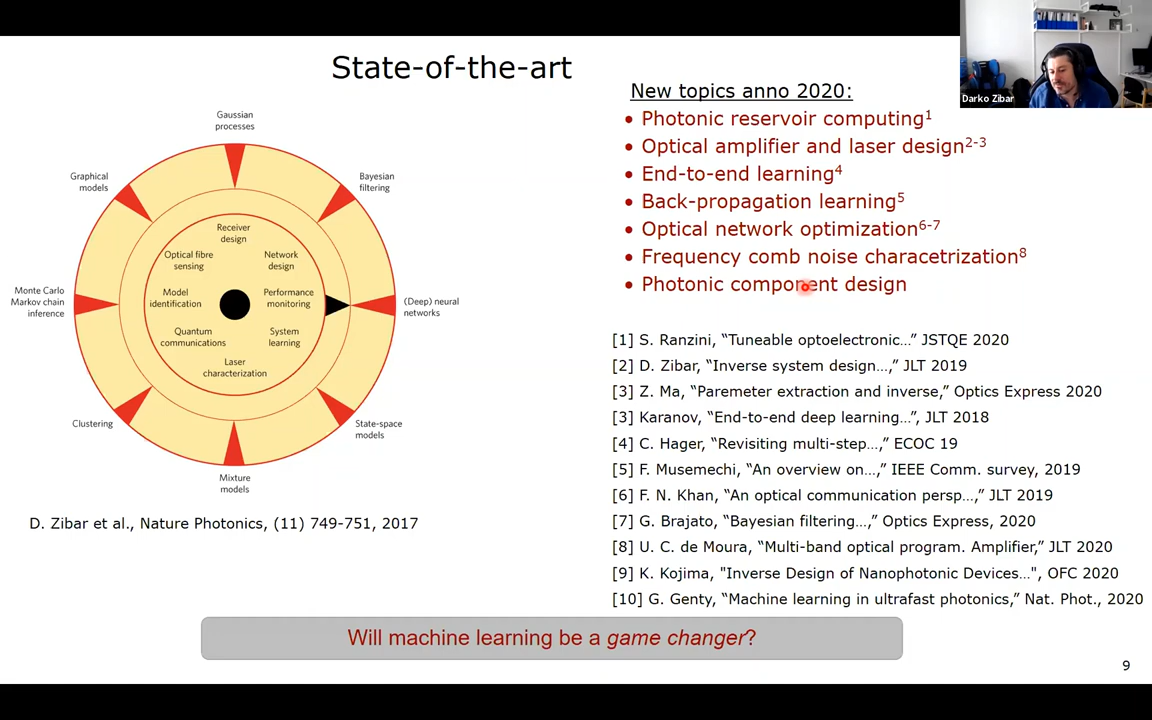 State-of-the-art
Darko Zibar
Gaussian
processes
Graphical
models
Bayesian
filtering
Receiver
design
Optical fibre
sensing
Network
design
Monte Carlo
Markov chain
inference
Model
identification
Performance
monitoring
(Deep) neural
networks
Quantum
communications
System
learning
Laser
characterization
Clustering
State-space
models
Mixture
models
D. Zibar et al., Nature Photonics, (11) 749-751, 2017
New topics anno 2020:
• Photonic reservoir computing¹
• Optical amplifier and laser design²⁻³
• End-to-end learning⁴
• Back-propagation learning⁵
• Optical network optimization⁶⁻⁷
• Frequency comb noise characetrization⁸
• Photonic component design
[1] S. Ranzini, “Tuneable optoelectronic…” JSTQE 2020
[2] D. Zibar, “Inverse system design…,” JLT 2019
[3] Z. Ma, “Paremeter extraction and inverse,” Optics Express 2020
[3] Karanov, “End-to-end deep learning…”, JLT 2018
[4] C. Hager, “Revisiting multi-step…,” ECOC 19
[5] F. Musemechi, “An overview on…,” IEEE Comm. survey, 2019
[6] F. N. Khan, “An optical communication persp…,” JLT 2019
[7] G. Brajato, “Bayesian filtering…,” Optics Express, 2020
[8] U. C. de Moura, “Multi-band optical program. Amplifier,” JLT 2020
[9] K. Kojima, "Inverse Design of Nanophotonic Devices…", OFC 2020
[10] G. Genty, “Machine learning in ultrafast photonics,” Nat. Phot., 2020
Will machine learning be a game changer?
9